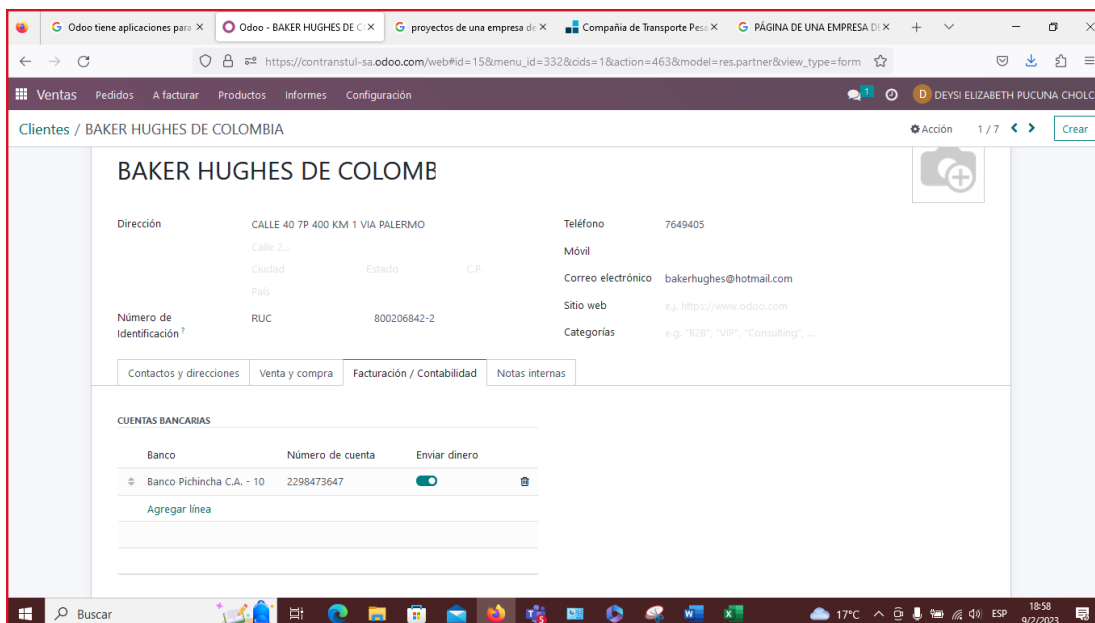 Odoo tiene aplicaciones para
Odoo - BAKER HUGHES DE C
proyectos de una empresa de
Compañia de Transporte Pesa
PÁGINA DE UNA EMPRESA DE
https://contranstul-sa.odoo.com/web#id=15&menu_id=332&cids=1&action=463&model=res.partner&view_type=form
Ventas Pedidos A facturar Productos Informes Configuración 1 D DEYSI ELIZABETH PUCUNA CHOLC
Clientes / BAKER HUGHES DE COLOMBIA Acción 1 / 7 Crear
BAKER HUGHES DE COLOMB
Dirección CALLE 40 7P 400 KM 1 VIA PALERMO
Calle 2...
Ciudad Estado C.P.
País
Número de Identificación ? RUC 800206842-2
Teléfono 7649405
Móvil
Correo electrónico bakerhughes@hotmail.com
Sitio web e.j. https://www.odoo.com
Categorías e.g. "B2B", "VIP", "Consulting", ...
Contactos y direcciones Venta y compra Facturación / Contabilidad Notas internas
CUENTAS BANCARIAS
Banco Número de cuenta Enviar dinero
Banco Pichincha C.A. - 10 2298473647
Agregar línea
Buscar 17°C ESP 18:58
9/2/2023